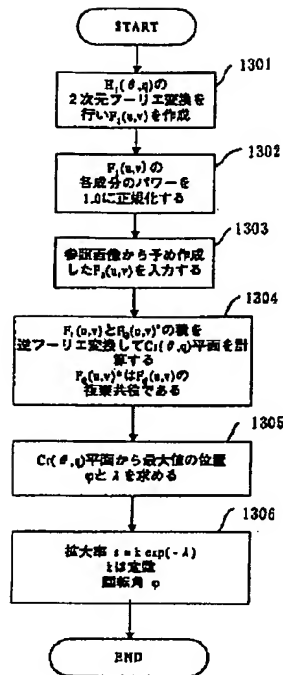 START
1301
H₁(θ,q)の
2次元フーリエ変換を
行いF₁(u,v)を作成
1302
F₁(u,v)の
各成分のパワーを
1.0に正規化する
1303
参照画像から予め作成
したF₀(u,v)を入力する
1304
F₁(u,v)とF₀(u,v)*の積を
逆フーリエ変換してCr(θ,q)平面を計
算する
F₀(u,v)*はF₀(u,v)の
複素共役である
1305
Cr(θ,q)平面から最大値の位置
φとλを求める
1306
拡大率 s = k exp(-λ)
kは定数
回転角 φ
END